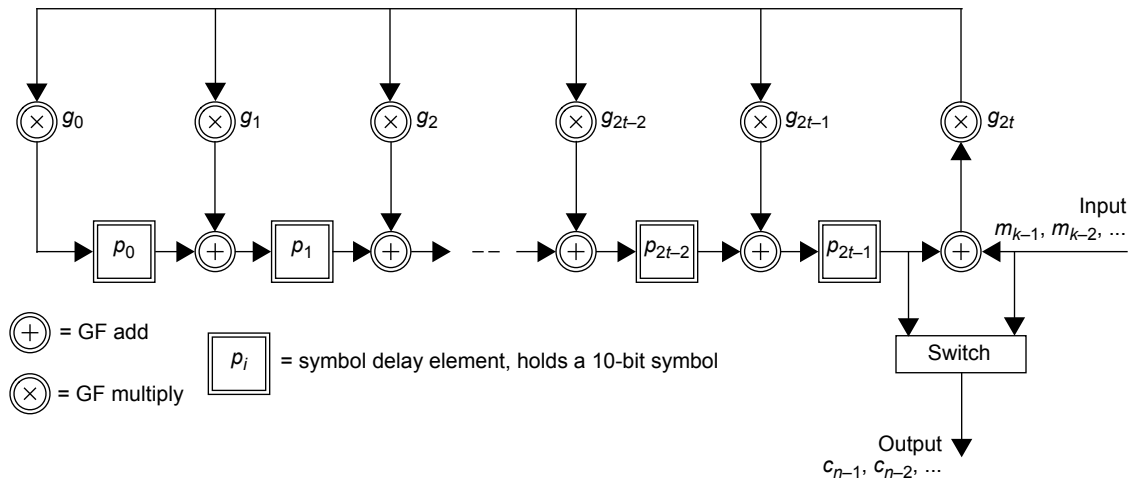 g₀ g₁ g₂ g₂ₜ₋₂ g₂ₜ₋₁ g₂ₜ
Input
mₖ₋₁, mₖ₋₂, ...
p₀ p₁ p₂ₜ₋₂ p₂ₜ₋₁
= GF add
pᵢ = symbol delay element, holds a 10-bit symbol
= GF multiply
Switch
Output
cₙ₋₁, cₙ₋₂, ...